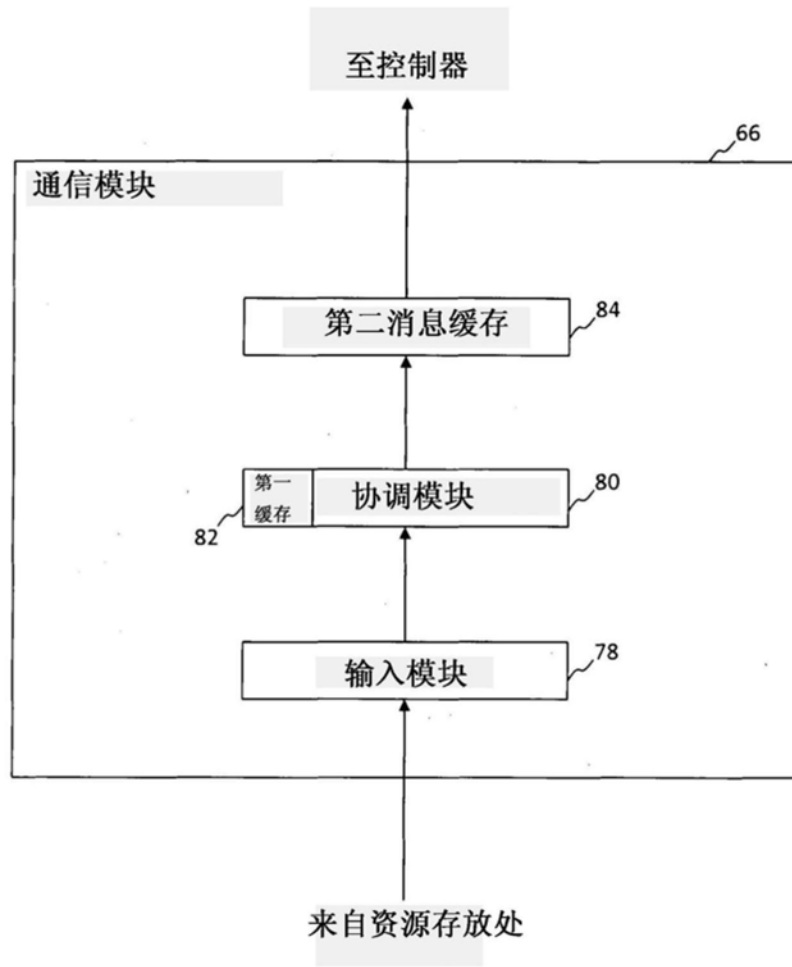 至控制器
66
通信模块
第二消息缓存
84
第一
缓存
协调模块
80
82
输入模块
78
来自资源存放处